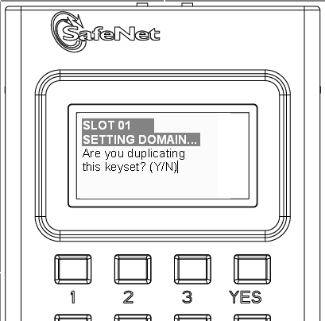 SafeNet
SLOT 01
SETTING DOMAIN...
Are you duplicating
this keyset? (Y/N)
1 2 3 YES